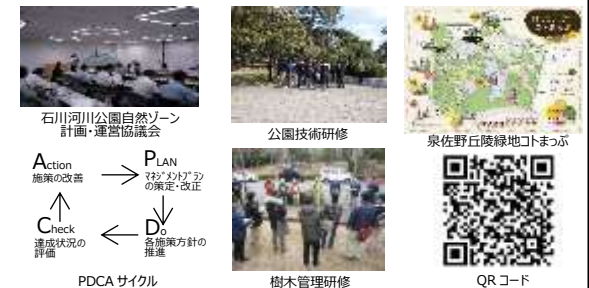 石川河川公園自然ゾーン
計画・運営協議会
公園技術研修
泉佐野丘陵緑地コトまっぷ
Action
施策の改善
PLAN
マネジメントプラン
の策定・改正
Check
達成状況の
評価
Do
各施策方針の
推進
PDCA サイクル
樹木管理研修
QR コード